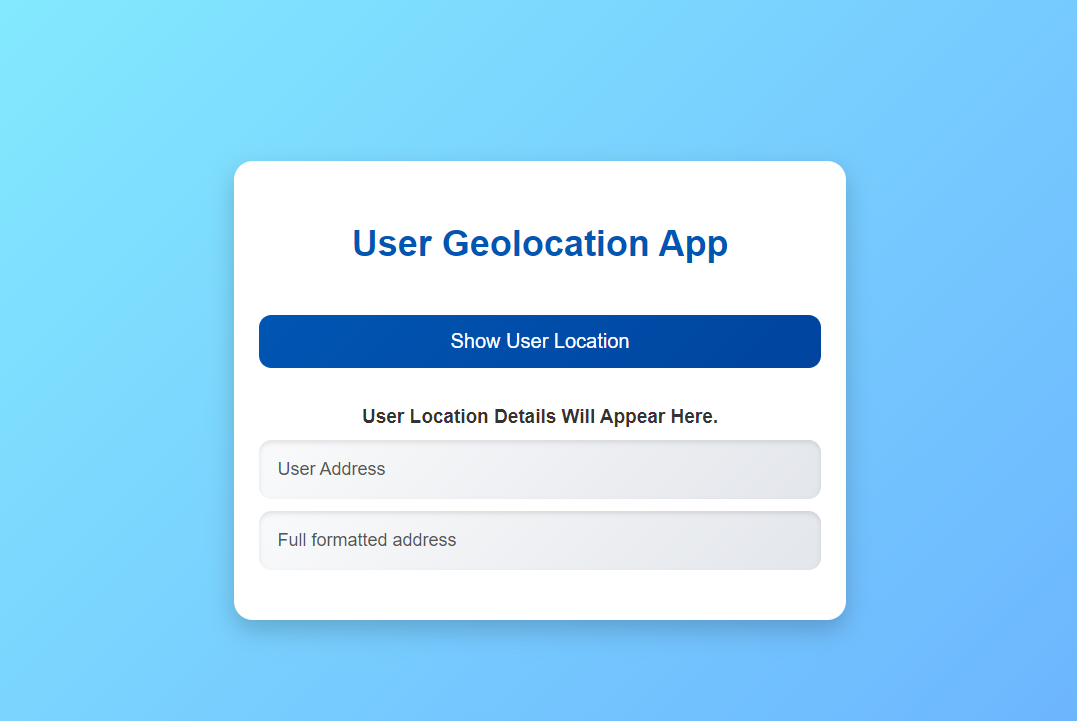 User Geolocation App
Show User Location
User Location Details Will Appear Here.
User Address
Full formatted address